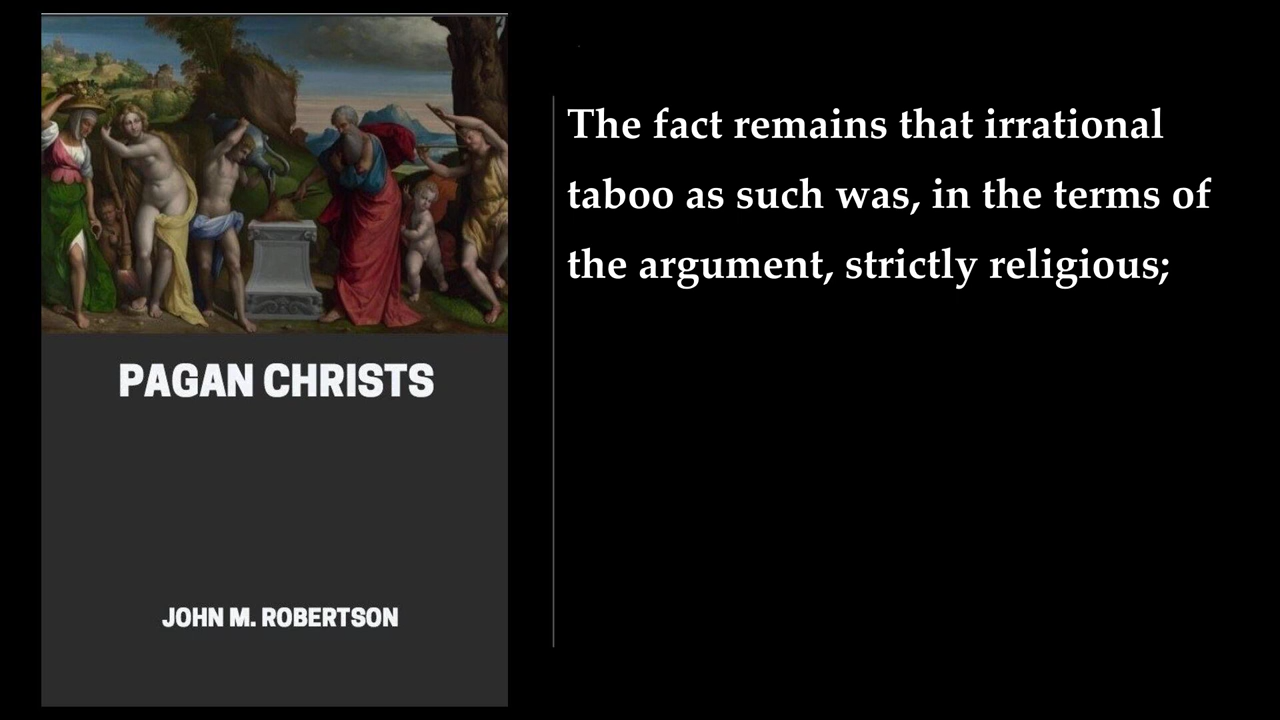 PAGAN CHRISTS
JOHN M. ROBERTSON
The fact remains that irrational
taboo as such was, in the terms of
the argument, strictly religious;